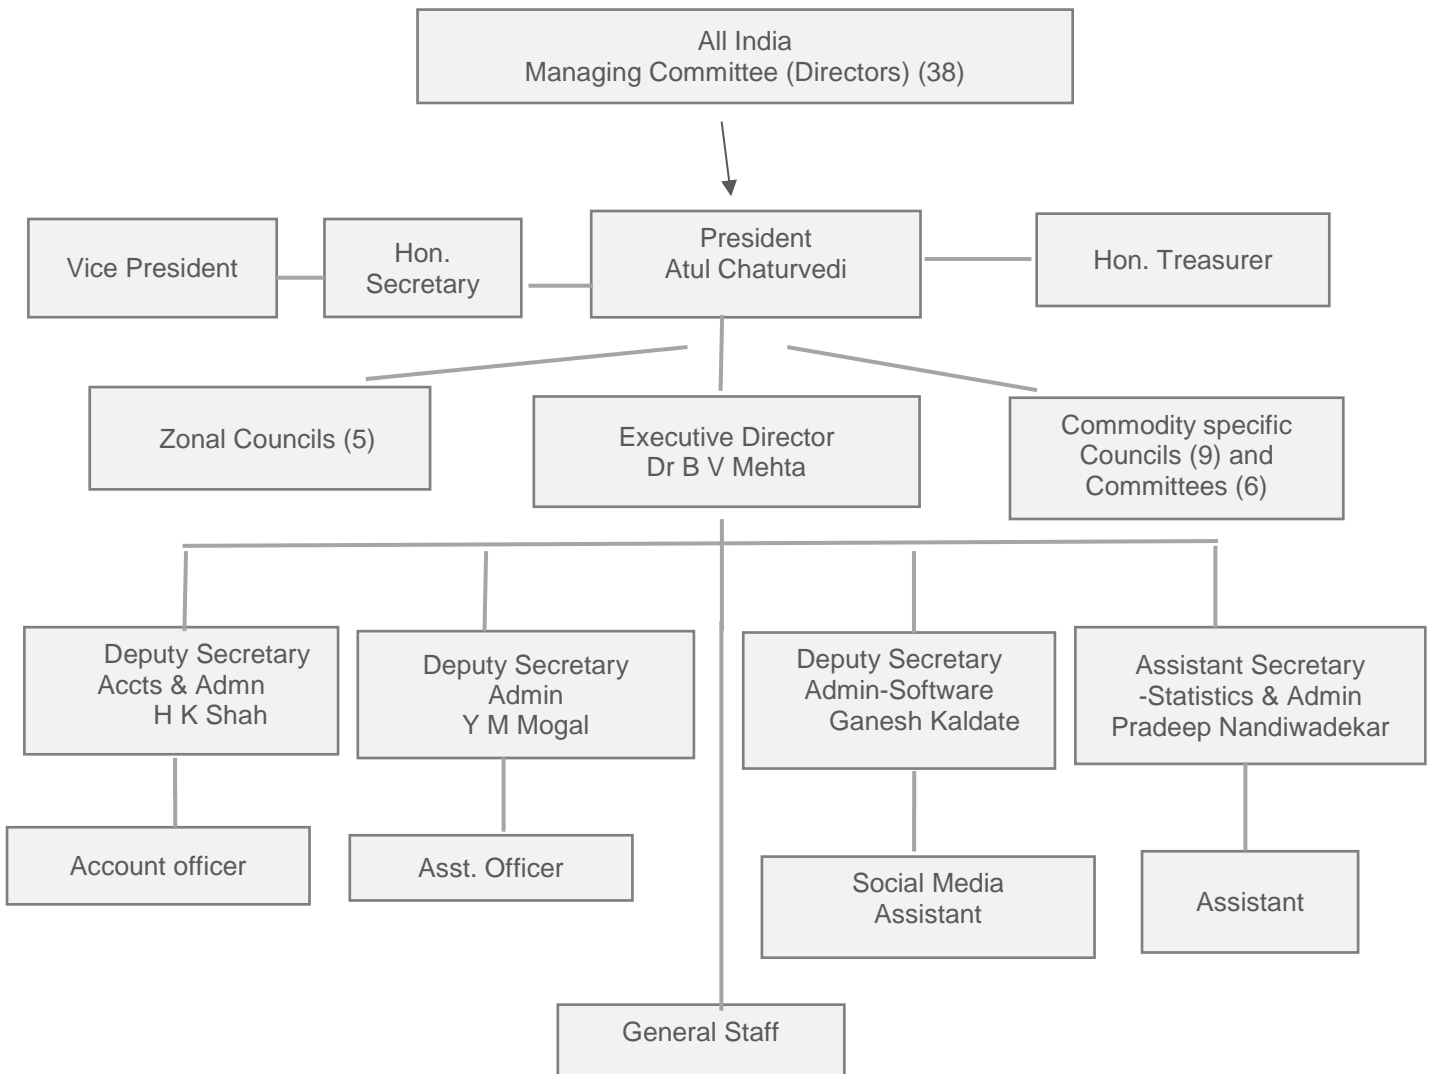 All India
Managing Committee (Directors) (38)
Vice President
Hon.
Secretary
President
Atul Chaturvedi
Hon. Treasurer
Zonal Councils (5)
Executive Director
Dr B V Mehta
Commodity specific
Councils (9) and
Committees (6)
Deputy Secretary
Accts & Admn
H K Shah
Deputy Secretary
Admin
Y M Mogal
Deputy Secretary
Admin-Software
Ganesh Kaldate
Assistant Secretary
-Statistics & Admin
Pradeep Nandiwadekar
Account officer
Asst. Officer
Social Media
Assistant
Assistant
General Staff